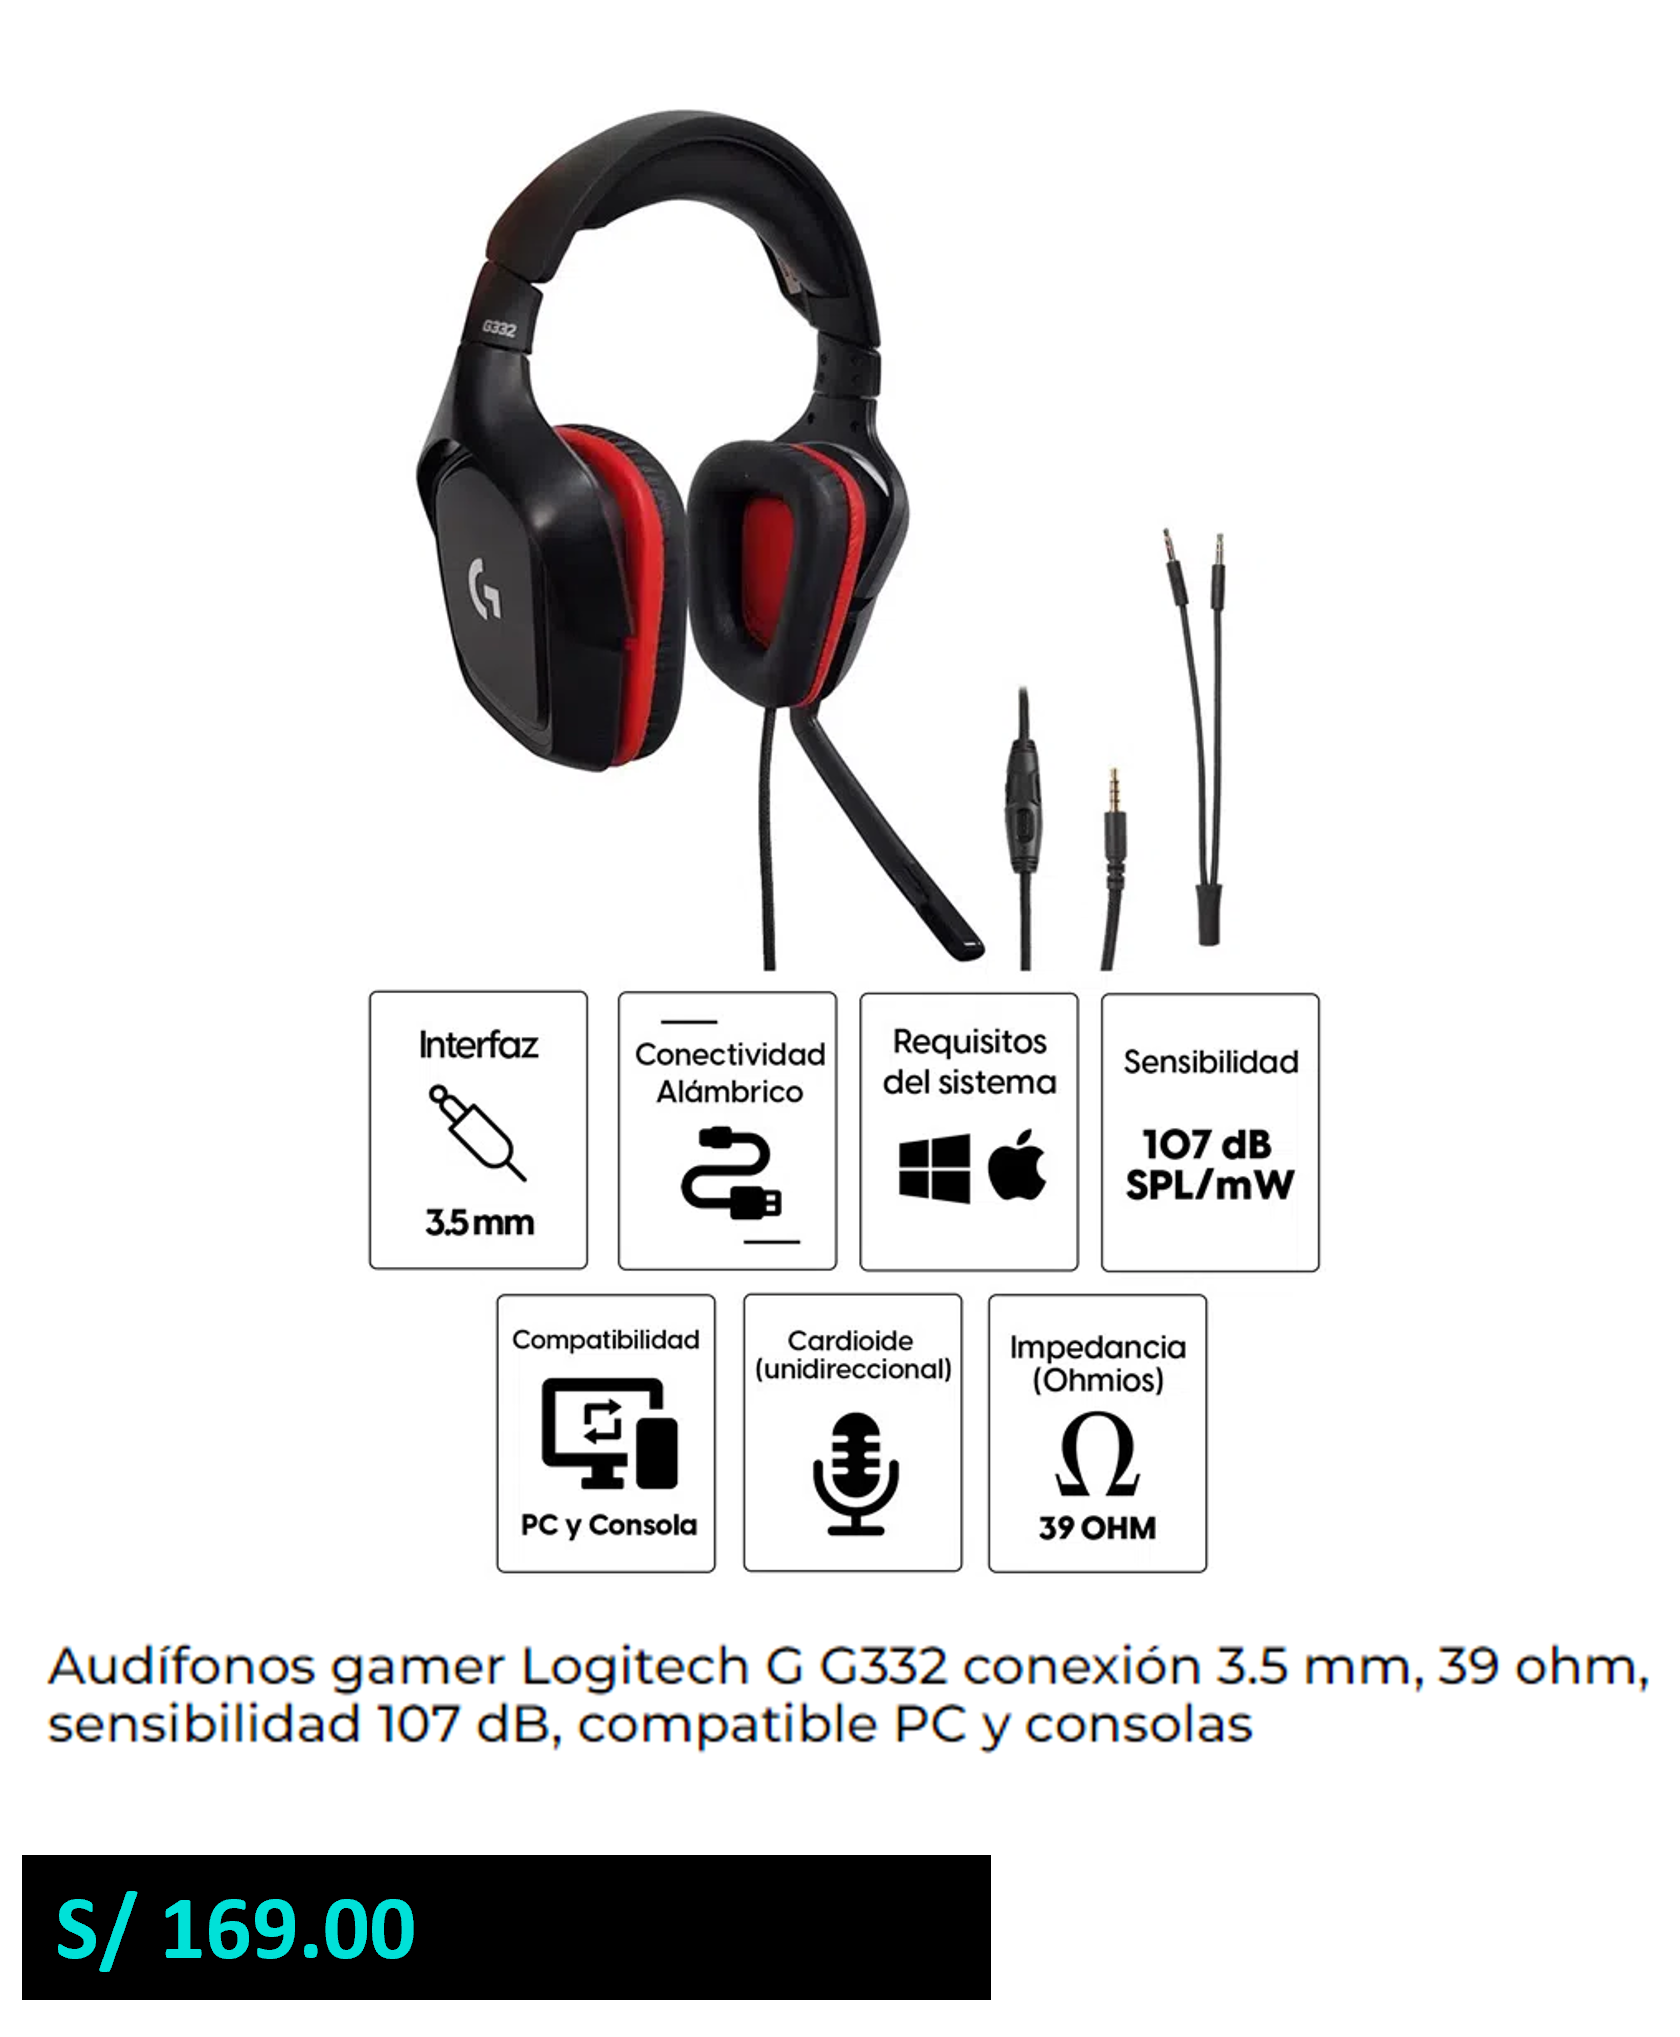 G332
G
Interfaz
3.5 mm
Conectividad
Alámbrico
Requisitos
del sistema
Sensibilidad
107 dB
SPL/mW
Compatibilidad
PC y Consola
Cardioide
(unidireccional)
Impedancia
(Ohmios)
Ω
39 OHM
Audífonos gamer Logitech G G332 conexión 3.5 mm, 39 ohm,
sensibilidad 107 dB, compatible PC y consolas
S/ 169.00